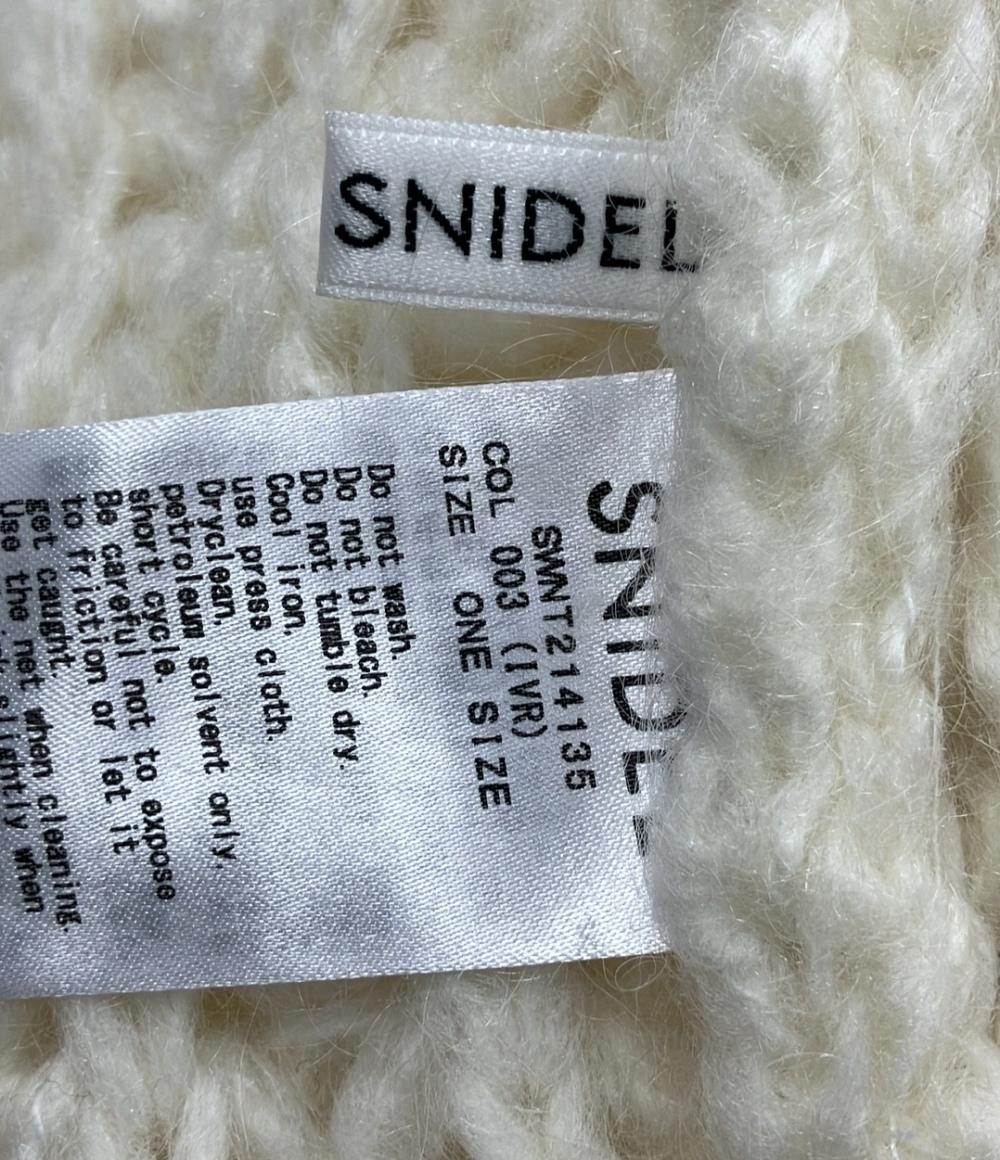 SNIDEL
SNIDEL
SWNT214135
COL 003 (IVR)
SIZE ONE SIZE
Do not wash.
Do not bleach.
Do not tumble dry.
Cool iron.
use press cloth.
Dryclean.
petroleum solvent only,
short cycle.
Be careful not to expose
to friction or let it
get caught.
Use the net when cleaning.
when